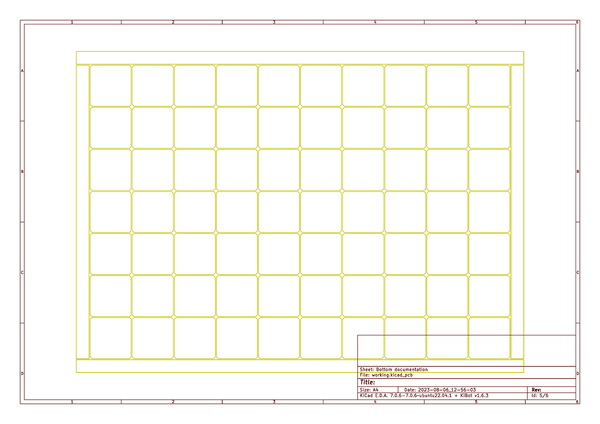 1 2 3 4 5 6
A A
B B
C C
D D
Sheet: Bottom documentation
File: working.kicad_pcb
Title:
Size: A4 Date: 2023-08-06_12-56-03 Rev:
KiCad E.D.A. 7.0.6-7.0.6~ubuntu22.04.1 + KiBot v1.6.3 Id: 5/6
1 2 3 4 5 6